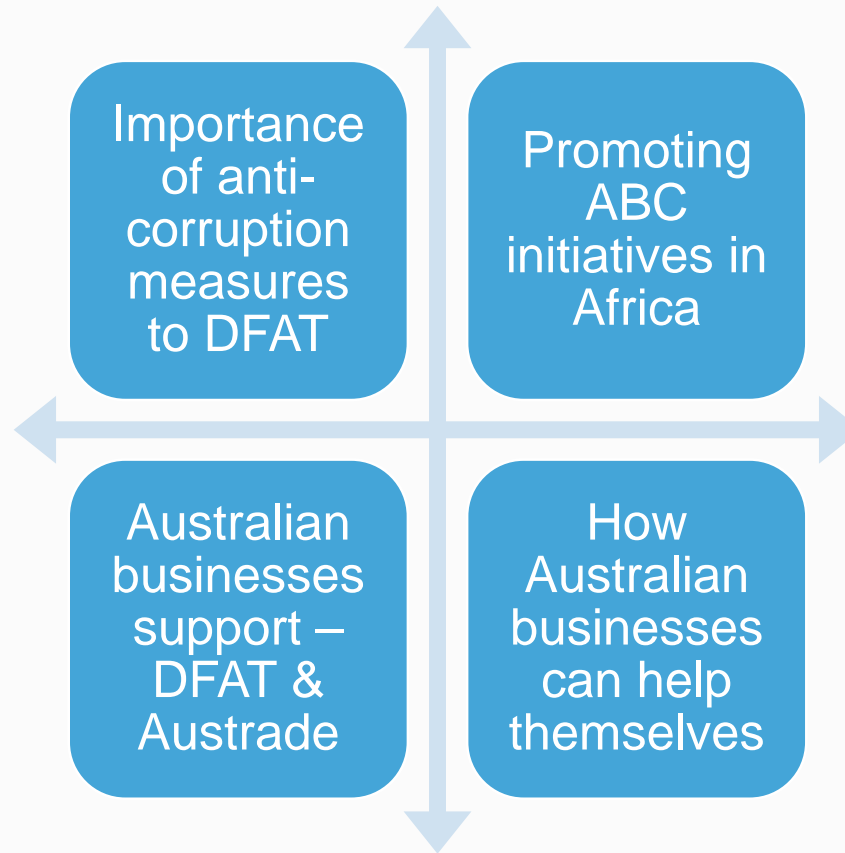 Importance
of anti-
corruption
measures
to DFAT
Promoting
ABC
initiatives in
Africa
Australian
businesses
support –
DFAT &
Austrade
How
Australian
businesses
can help
themselves